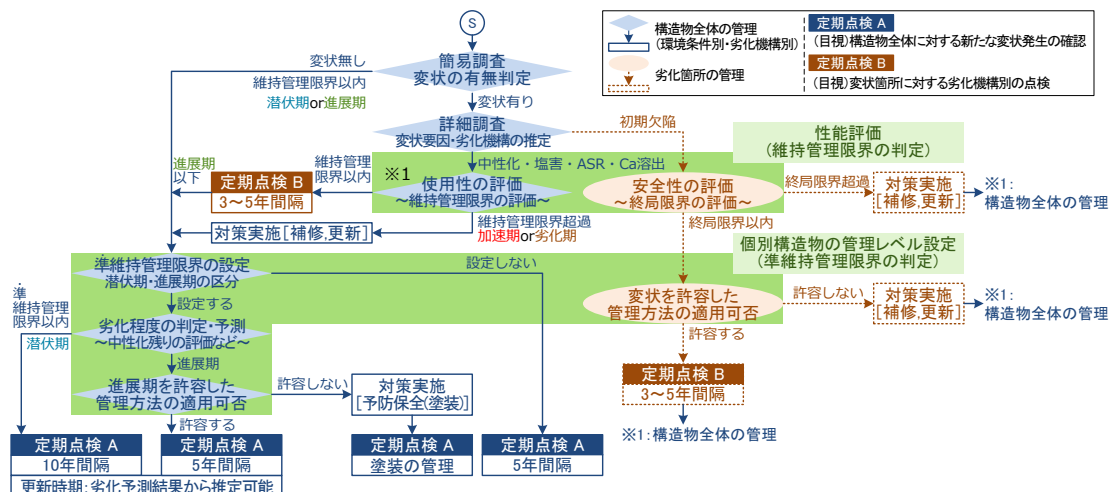 S
構造物全体の管理
(環境条件別・劣化機構別)
劣化箇所の管理
定期点検 A
(目視)構造物全体に対する新たな変状発生の確認
定期点検 B
(目視)変状箇所に対する劣化機構別の点検
簡易調査
変状の有無判定
変状無し
維持管理限界以内
潜伏期or進展期
変状有り
詳細調査
変状要因・劣化機構の推定
初期欠陥
性能評価
(維持管理限界の判定)
中性化・塩害・ASR・Ca溶出
※1
使用性の評価
～維持管理限界の評価～
維持管理
限界以内
進展期
以下
定期点検 B
3～5年間隔
安全性の評価
～終局限界の評価～
終局限界超過
対策実施
[補修,更新]
※1:
構造物全体の管理
維持管理限界超過
加速期or劣化期
対策実施[補修,更新]
終局限界以内
個別構造物の管理レベル設定
(準維持管理限界の判定)
準維持管理限界の設定
潜伏期・進展期の区分
設定しない
設定する
準
維持管理
限界以内
潜伏期
劣化程度の判定・予測
～中性化残りの評価など～
進展期
変状を許容した
管理方法の適用可否
許容しない
対策実施
[補修,更新]
※1:
構造物全体の管理
許容する
定期点検 B
3～5年間隔
※1:構造物全体の管理
進展期を許容した
管理方法の適用可否
許容しない
対策実施
[予防保全(塗装)]
許容する
定期点検 A
10年間隔
定期点検 A
5年間隔
定期点検 A
塗装の管理
定期点検 A
5年間隔
更新時期:劣化予測結果から推定可能